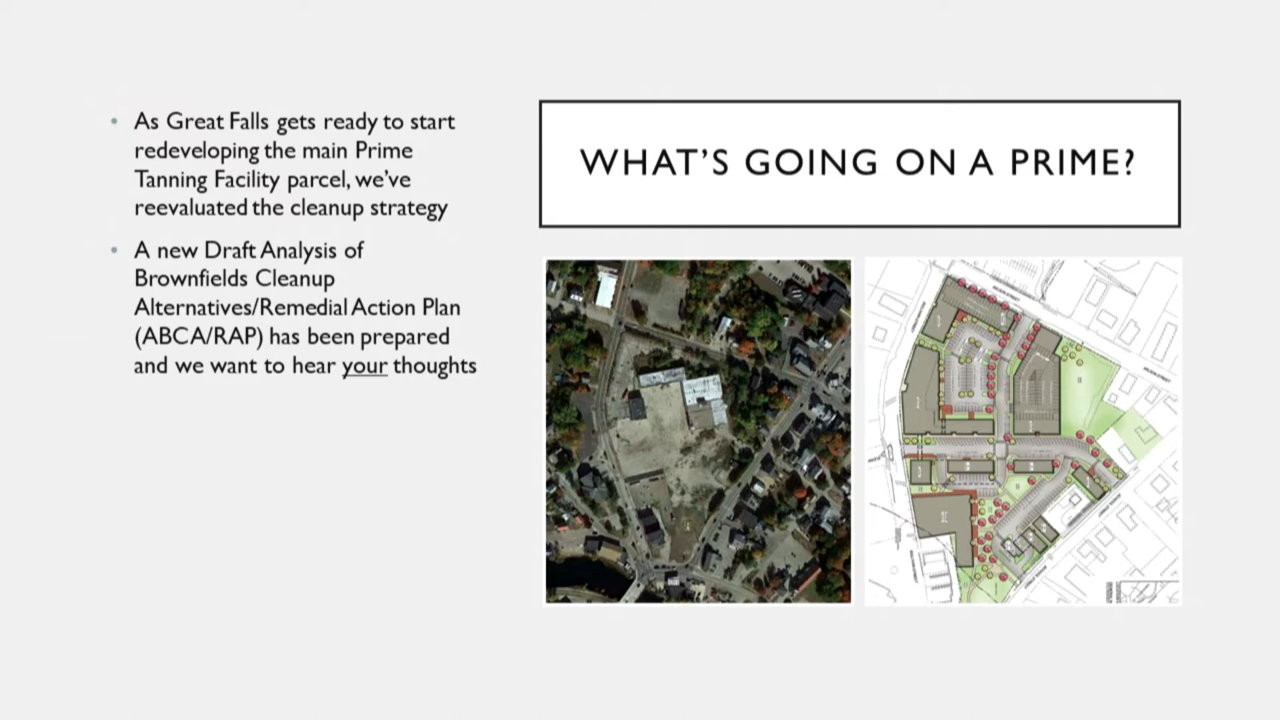 WHAT'S GOING ON A PRIME?
• As Great Falls gets ready to start
redeveloping the main Prime
Tanning Facility parcel, we've
reevaluated the cleanup strategy
• A new Draft Analysis of
Brownfields Cleanup
Alternatives/Remedial Action Plan
(ABCA/RAP) has been prepared
and we want to hear your thoughts